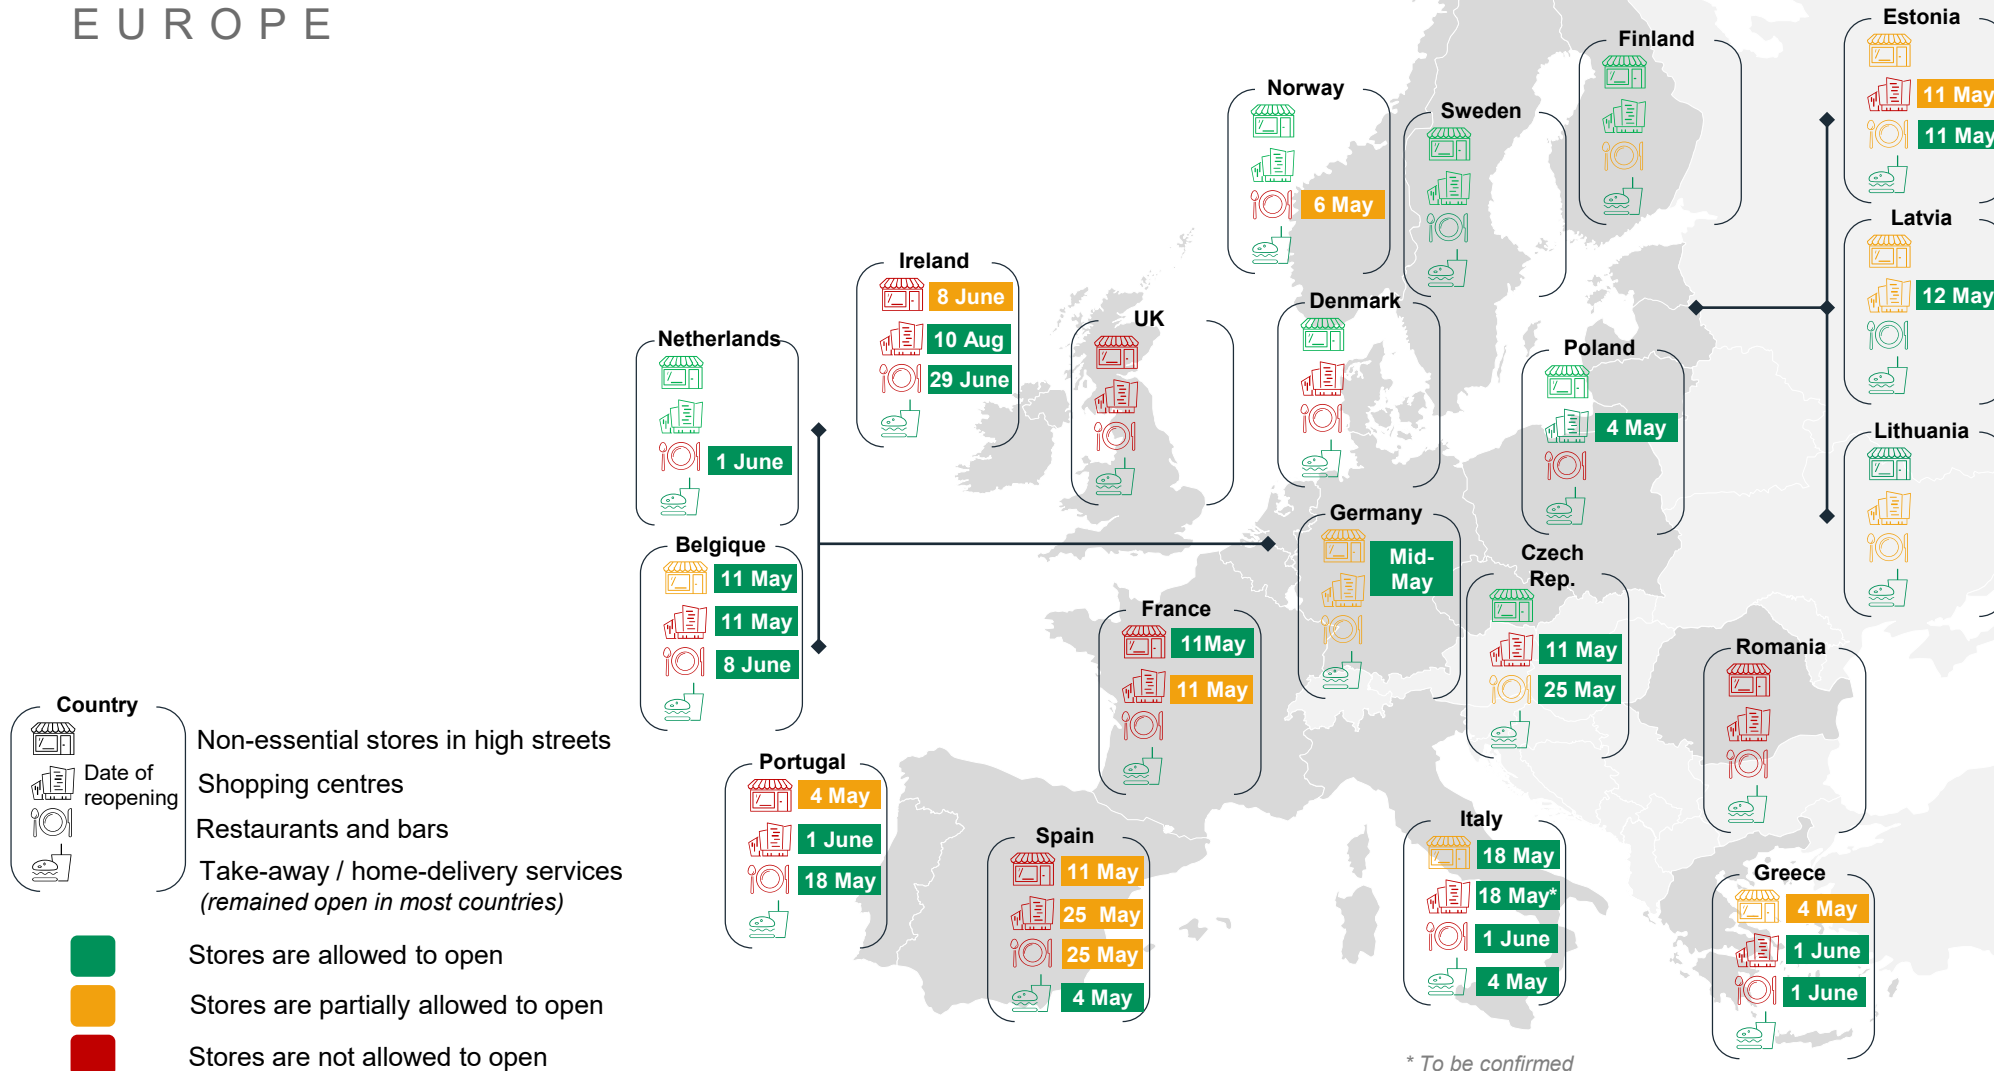 EUROPE
Estonia
11 May
11 May
Finland
Norway
6 May
Sweden
Latvia
12 May
Ireland
8 June
10 Aug
29 June
UK
Denmark
Netherlands
1 June
Poland
4 May
Lithuania
Germany
Mid-
May
Belgique
11 May
11 May
8 June
Czech
Rep.
11 May
25 May
France
11May
11 May
Romania
Portugal
4 May
1 June
18 May
Spain
11 May
25 May
25 May
4 May
Italy
18 May
18 May*
1 June
4 May
Greece
4 May
1 June
1 June
Country
Date of
reopening
Non-essential stores in high streets
Shopping centres
Restaurants and bars
Take-away / home-delivery services
(remained open in most countries)
Stores are allowed to open
Stores are partially allowed to open
Stores are not allowed to open
* To be confirmed